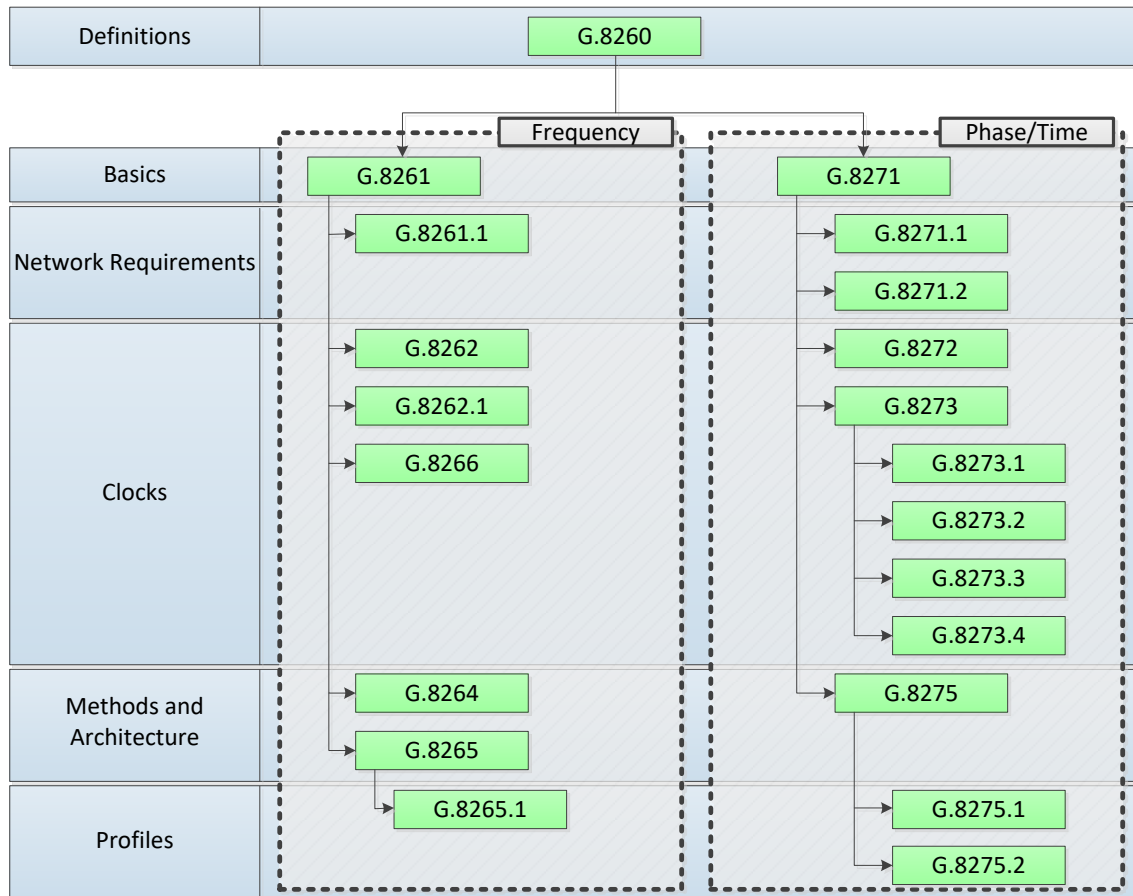 Definitions
G.8260
Frequency
Phase/Time
Basics
G.8261
G.8271
Network Requirements
G.8261.1
G.8271.1
G.8271.2
Clocks
G.8262
G.8272
G.8262.1
G.8273
G.8266
G.8273.1
G.8273.2
G.8273.3
G.8273.4
Methods and
Architecture
G.8264
G.8275
G.8265
Profiles
G.8265.1
G.8275.1
G.8275.2